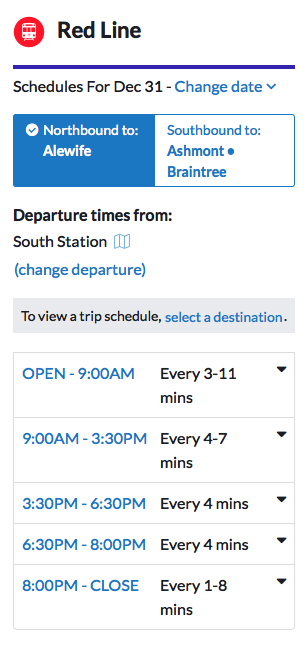 Red Line
Schedules For Dec 31 - Change date
Northbound to:
Alewife
Southbound to:
Ashmont •
Braintree
Departure times from:
South Station
(change departure)
To view a trip schedule, select a destination.
OPEN - 9:00AM Every 3-11
mins
9:00AM - 3:30PM Every 4-7
mins
3:30PM - 6:30PM Every 4 mins
6:30PM - 8:00PM Every 4 mins
8:00PM - CLOSE Every 1-8
mins